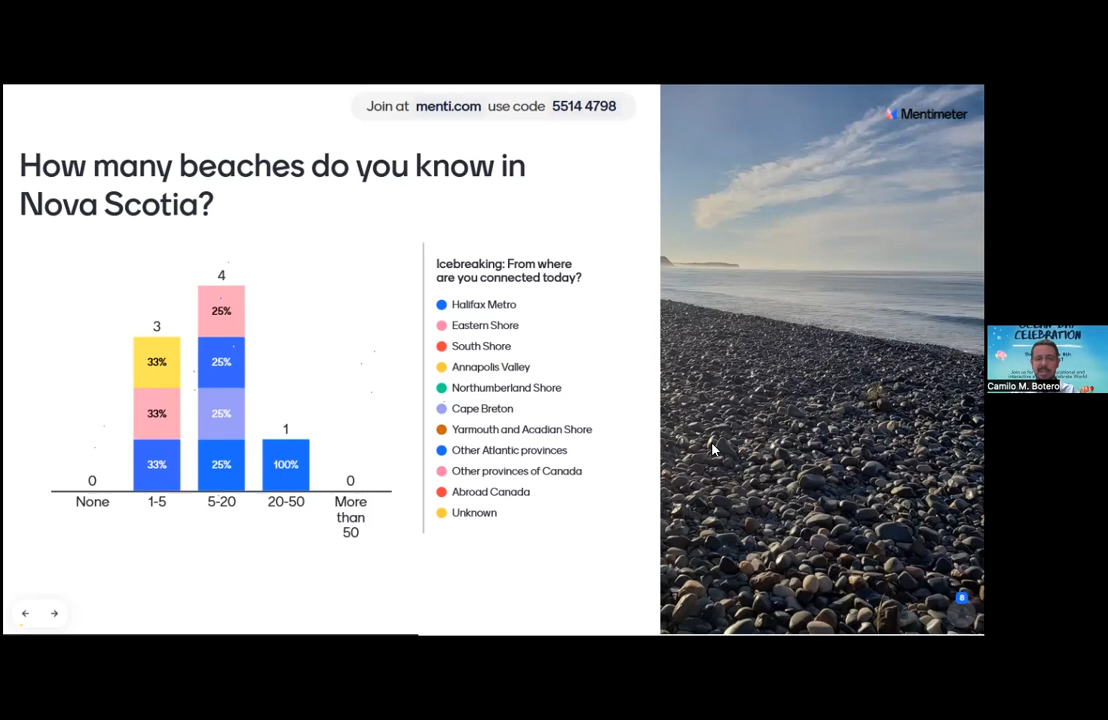 Join at menti.com use code 5514 4798
Mentimeter
How many beaches do you know in
Nova Scotia?
4
3
1
0
0
25%
33%
25%
33%
25%
33%
25%
100%
None
1-5
5-20
20-50
More
than
50
Icebreaking: From where
are you connected today?
Halifax Metro
Eastern Shore
South Shore
Annapolis Valley
Northumberland Shore
Cape Breton
Yarmouth and Acadian Shore
Other Atlantic provinces
Other provinces of Canada
Abroad Canada
Unknown
8
CELEBRATION
Camilo M. Botero